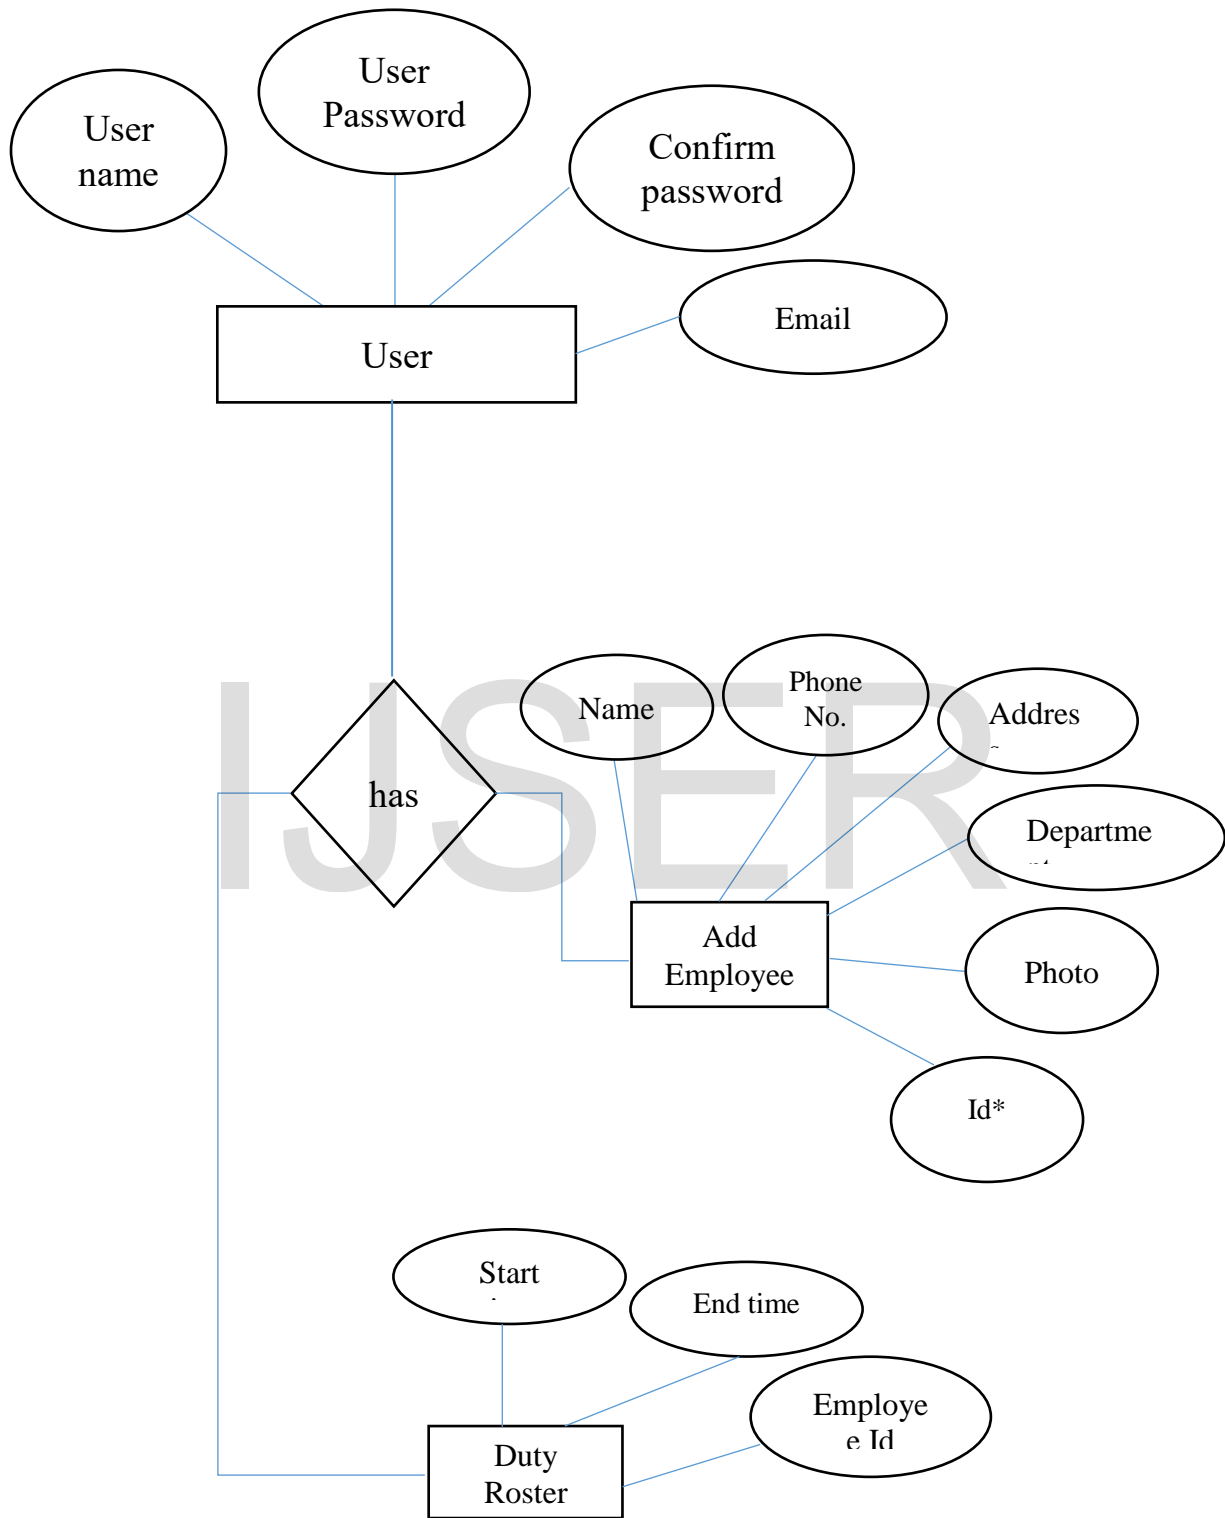 User
Password
User
name
Confirm
password
Email
User
Phone
No.
Name
Addres
has
IJSER
Departme
Add
Employee
Photo
Id*
Start
End time
Employe
e Id
Duty
Roster